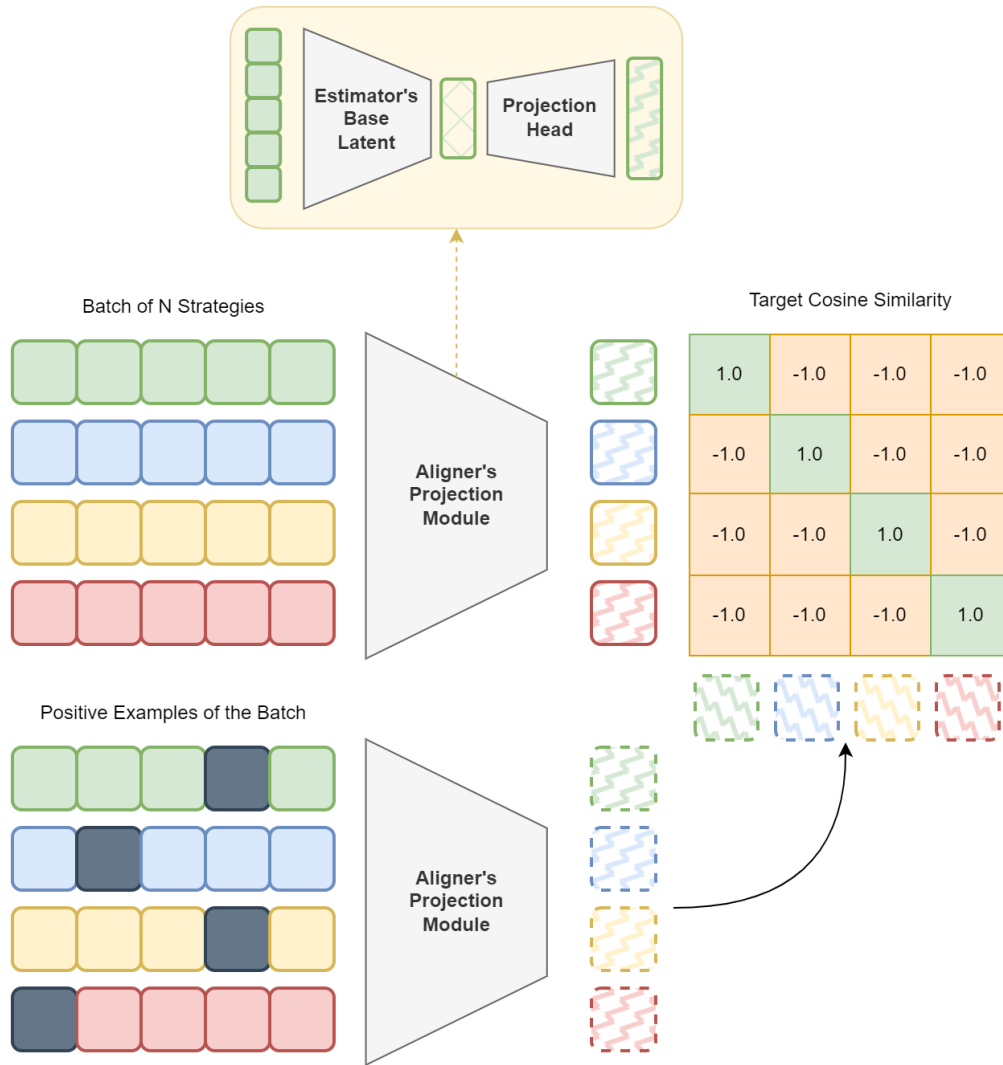 Estimator's
Base
Latent
Projection
Head
Batch of N Strategies
Target Cosine Similarity
Aligner's
Projection
Module
1.0 -1.0 -1.0 -1.0
-1.0 1.0 -1.0 -1.0
-1.0 -1.0 1.0 -1.0
-1.0 -1.0 -1.0 1.0
Positive Examples of the Batch
Aligner's
Projection
Module